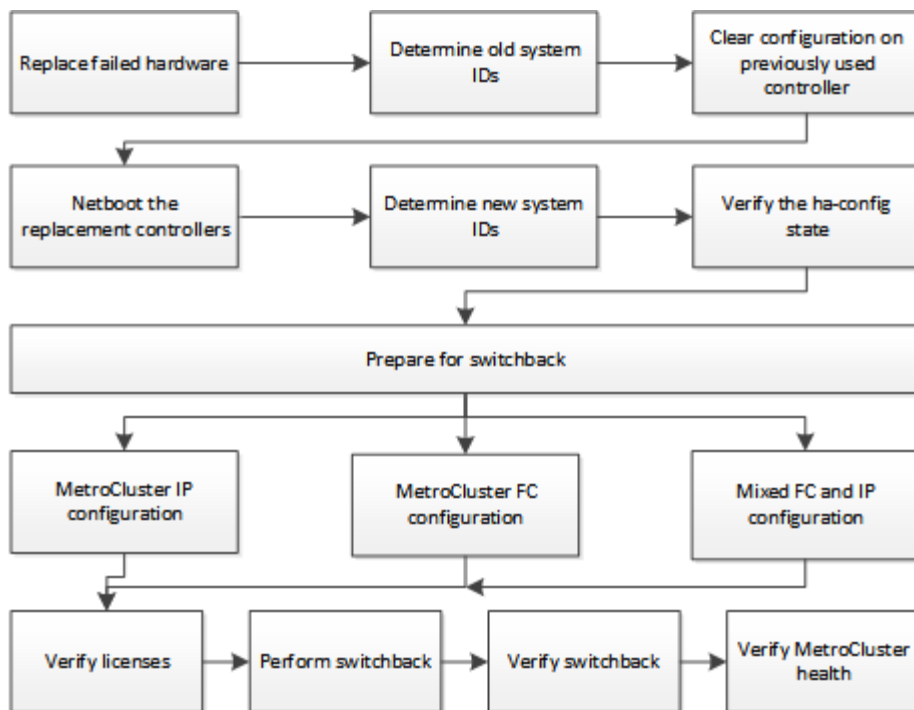 Replace failed hardware
Determine old system
IDs
Clear configuration on
previously used
controller
Netboot the
replacement controllers
Determine new system
IDs
Verify the ha-config
state
Prepare for switchback
MetroCluster IP
configuration
MetroCluster FC
configuration
Mixed FC and IP
configuration
Verify licenses
Perform switchback
Verify switchback
Verify MetroCluster
health